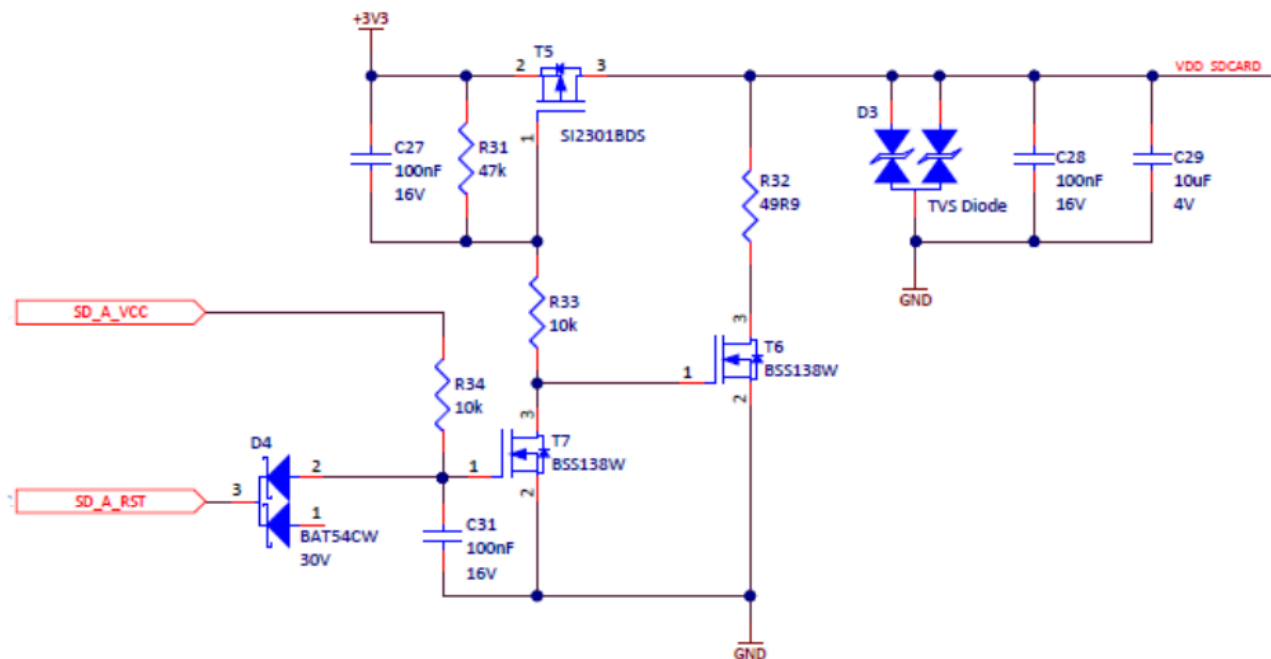 +3V3
T5
2
3
VDD_SDCARD
D3
1
SI2301BDS
C27
100nF
16V
R31
47k
R32
49R9
TVS Diode
C28
100nF
16V
C29
10uF
4V
GND
SD_A_VCC
R33
10k
3
T6
BSS138W
1
2
R34
10k
3
T7
BSS138W
1
2
D4
2
SD_A_RST
3
1
BAT54CW
30V
C31
100nF
16V
GND